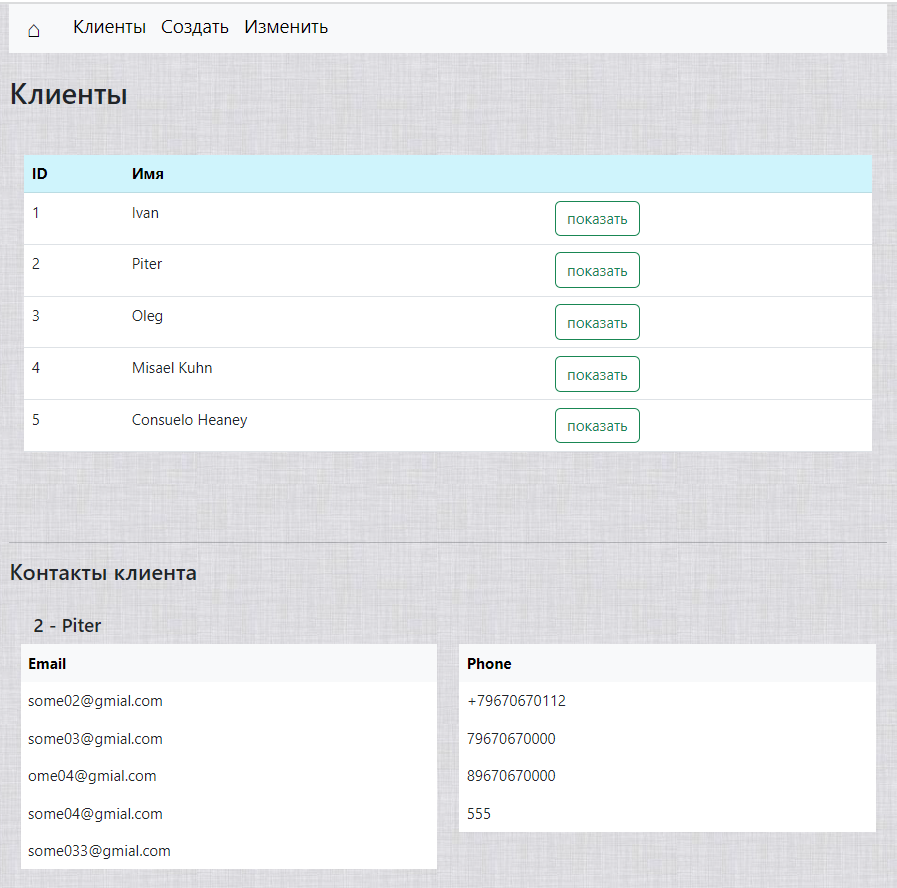 Клиенты Создать Изменить
Клиенты
ID Имя
1 Ivan показать
2 Piter показать
3 Oleg показать
4 Misael Kuhn показать
5 Consuelo Heaney показать
Контакты клиента
2 - Piter
Email
some02@gmial.com
some03@gmial.com
ome04@gmial.com
some04@gmial.com
some033@gmial.com
Phone
+79670670112
79670670000
89670670000
555